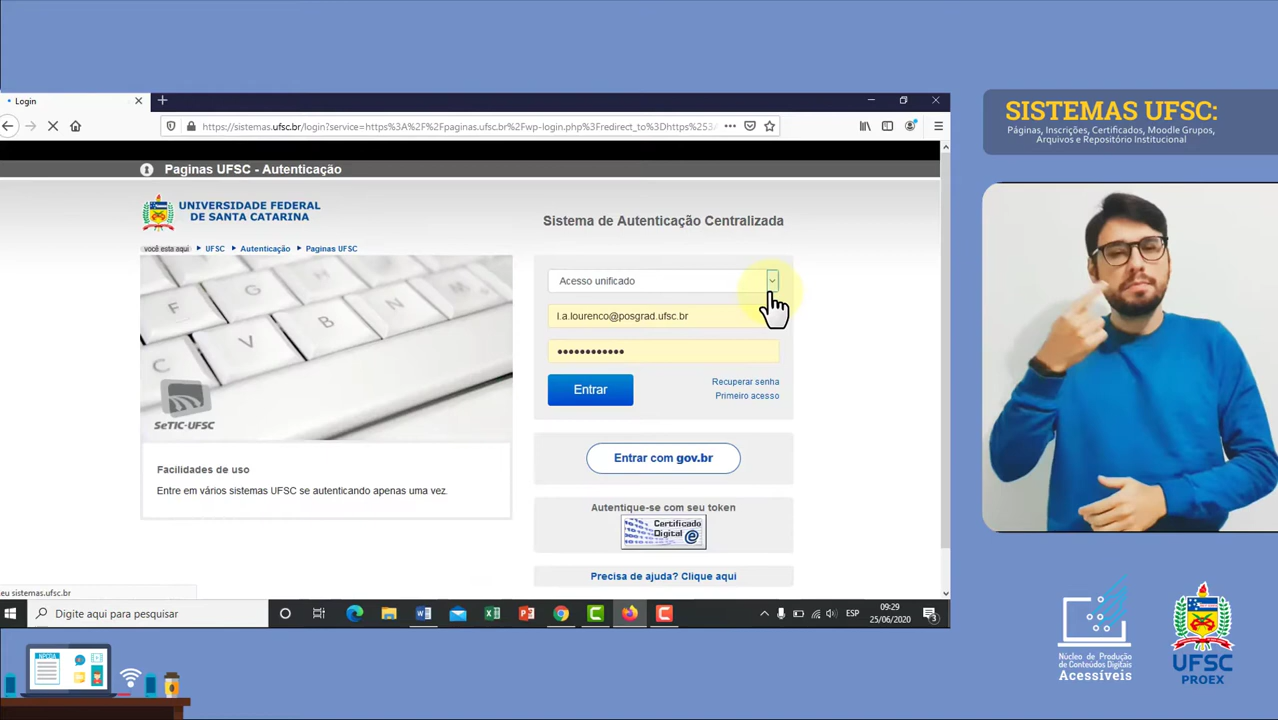 Login
https://sistemas.ufsc.br/login?service=https%3A%2F%2Fpaginas.ufsc.br%2Fwp-login.php%3Fredirect_to%3Dhttps%253
Paginas UFSC - Autenticação
UNIVERSIDADE FEDERAL
DE SANTA CATARINA
você esta aqui UFSC Autenticação Paginas UFSC
F G H M
V B N
C
SeTIC-UFSC
Facilidades de uso
Entre em vários sistemas UFSC se autenticando apenas uma vez.
Sistema de Autenticação Centralizada
Acesso unificado
l.a.lourenco@posgrad.ufsc.br
Entrar
Recuperar senha
Primeiro acesso
Entrar com gov.br
Autentique-se com seu token
Certificado
Digital
Precisa de ajuda? Clique aqui
eu sistemas.ufsc.br
Digite aqui para pesquisar
ESP
09:29
25/06/2020
3
SISTEMAS UFSC:
Páginas, Inscrições, Certificados, Moodle Grupos,
Arquivos e Repositório Institucional
Núcleo de Produção
de Conteúdos Digitais
Acessíveis
UFSC
PROEX